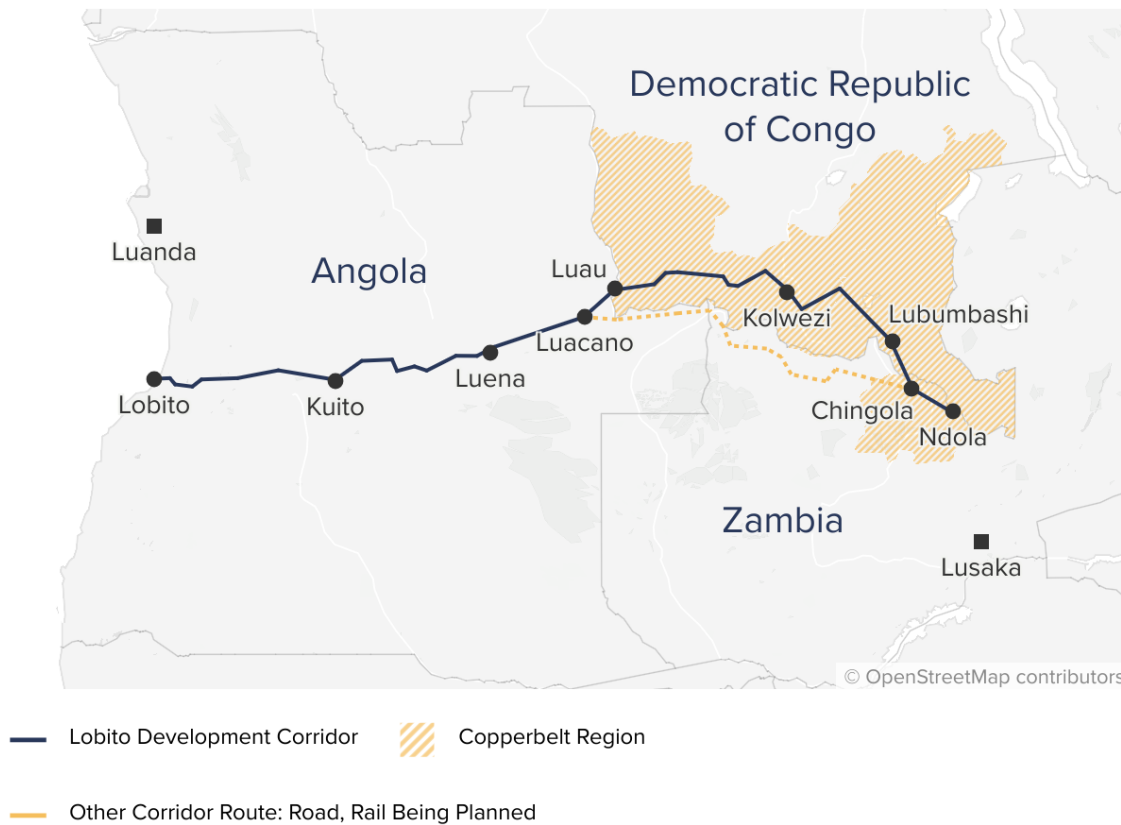 Democratic Republic
of Congo
Luanda
Angola
Luau
Kolwezi
Lubumbashi
Luacano
Luena
Lobito
Kuito
Chingola
Ndola
Zambia
Lusaka
© OpenStreetMap contributors
Lobito Development Corridor
Copperbelt Region
Other Corridor Route: Road, Rail Being Planned